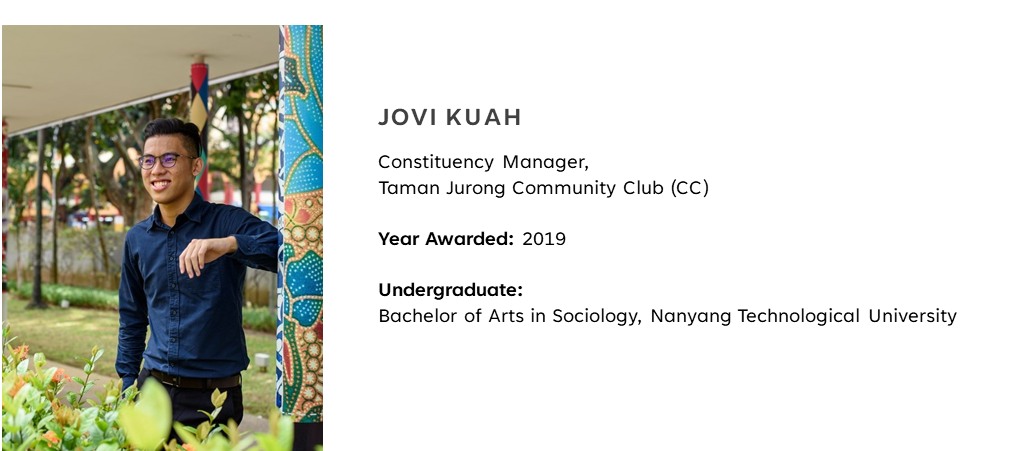 JOVI KUAH
Constituency Manager,
Taman Jurong Community Club (CC)
Year Awarded: 2019
Undergraduate:
Bachelor of Arts in Sociology, Nanyang Technological University